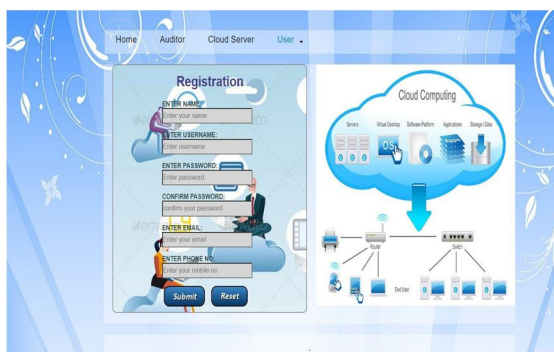 Home Auditor Cloud Server User
Registration
ENTER NAME:
Enter your name
ENTER USERNAME:
Enter username
ENTER PASSWORD:
Enter password
CONFIRM PASSWORD:
confirm your password
ENTER EMAIL:
Enter your email
ENTER PHONE NO:
Enter your mobile no
Submit Reset
Cloud Computing
Servers Virtual Desktop Software Platform Applications Storage / Data
OS
Router Switch
End User